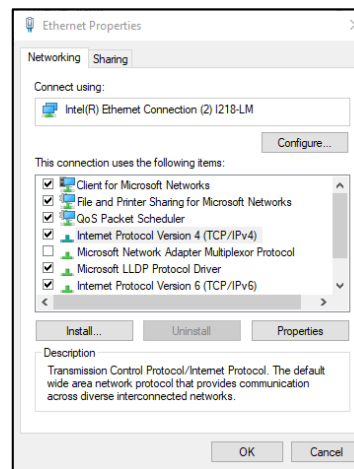 Ethernet Properties
Networking
Sharing
Connect using:
Intel(R) Ethernet Connection (2) I218-LM
Configure...
This connection uses the following items:
Client for Microsoft Networks
File and Printer Sharing for Microsoft Networks
QoS Packet Scheduler
Internet Protocol Version 4 (TCP/IPv4)
Microsoft Network Adapter Multiplexor Protocol
Microsoft LLDP Protocol Driver
Internet Protocol Version 6 (TCP/IPv6)
Install...
Uninstall
Properties
Description
Transmission Control Protocol/Internet Protocol. The default
wide area network protocol that provides communication
across diverse interconnected networks.
OK
Cancel